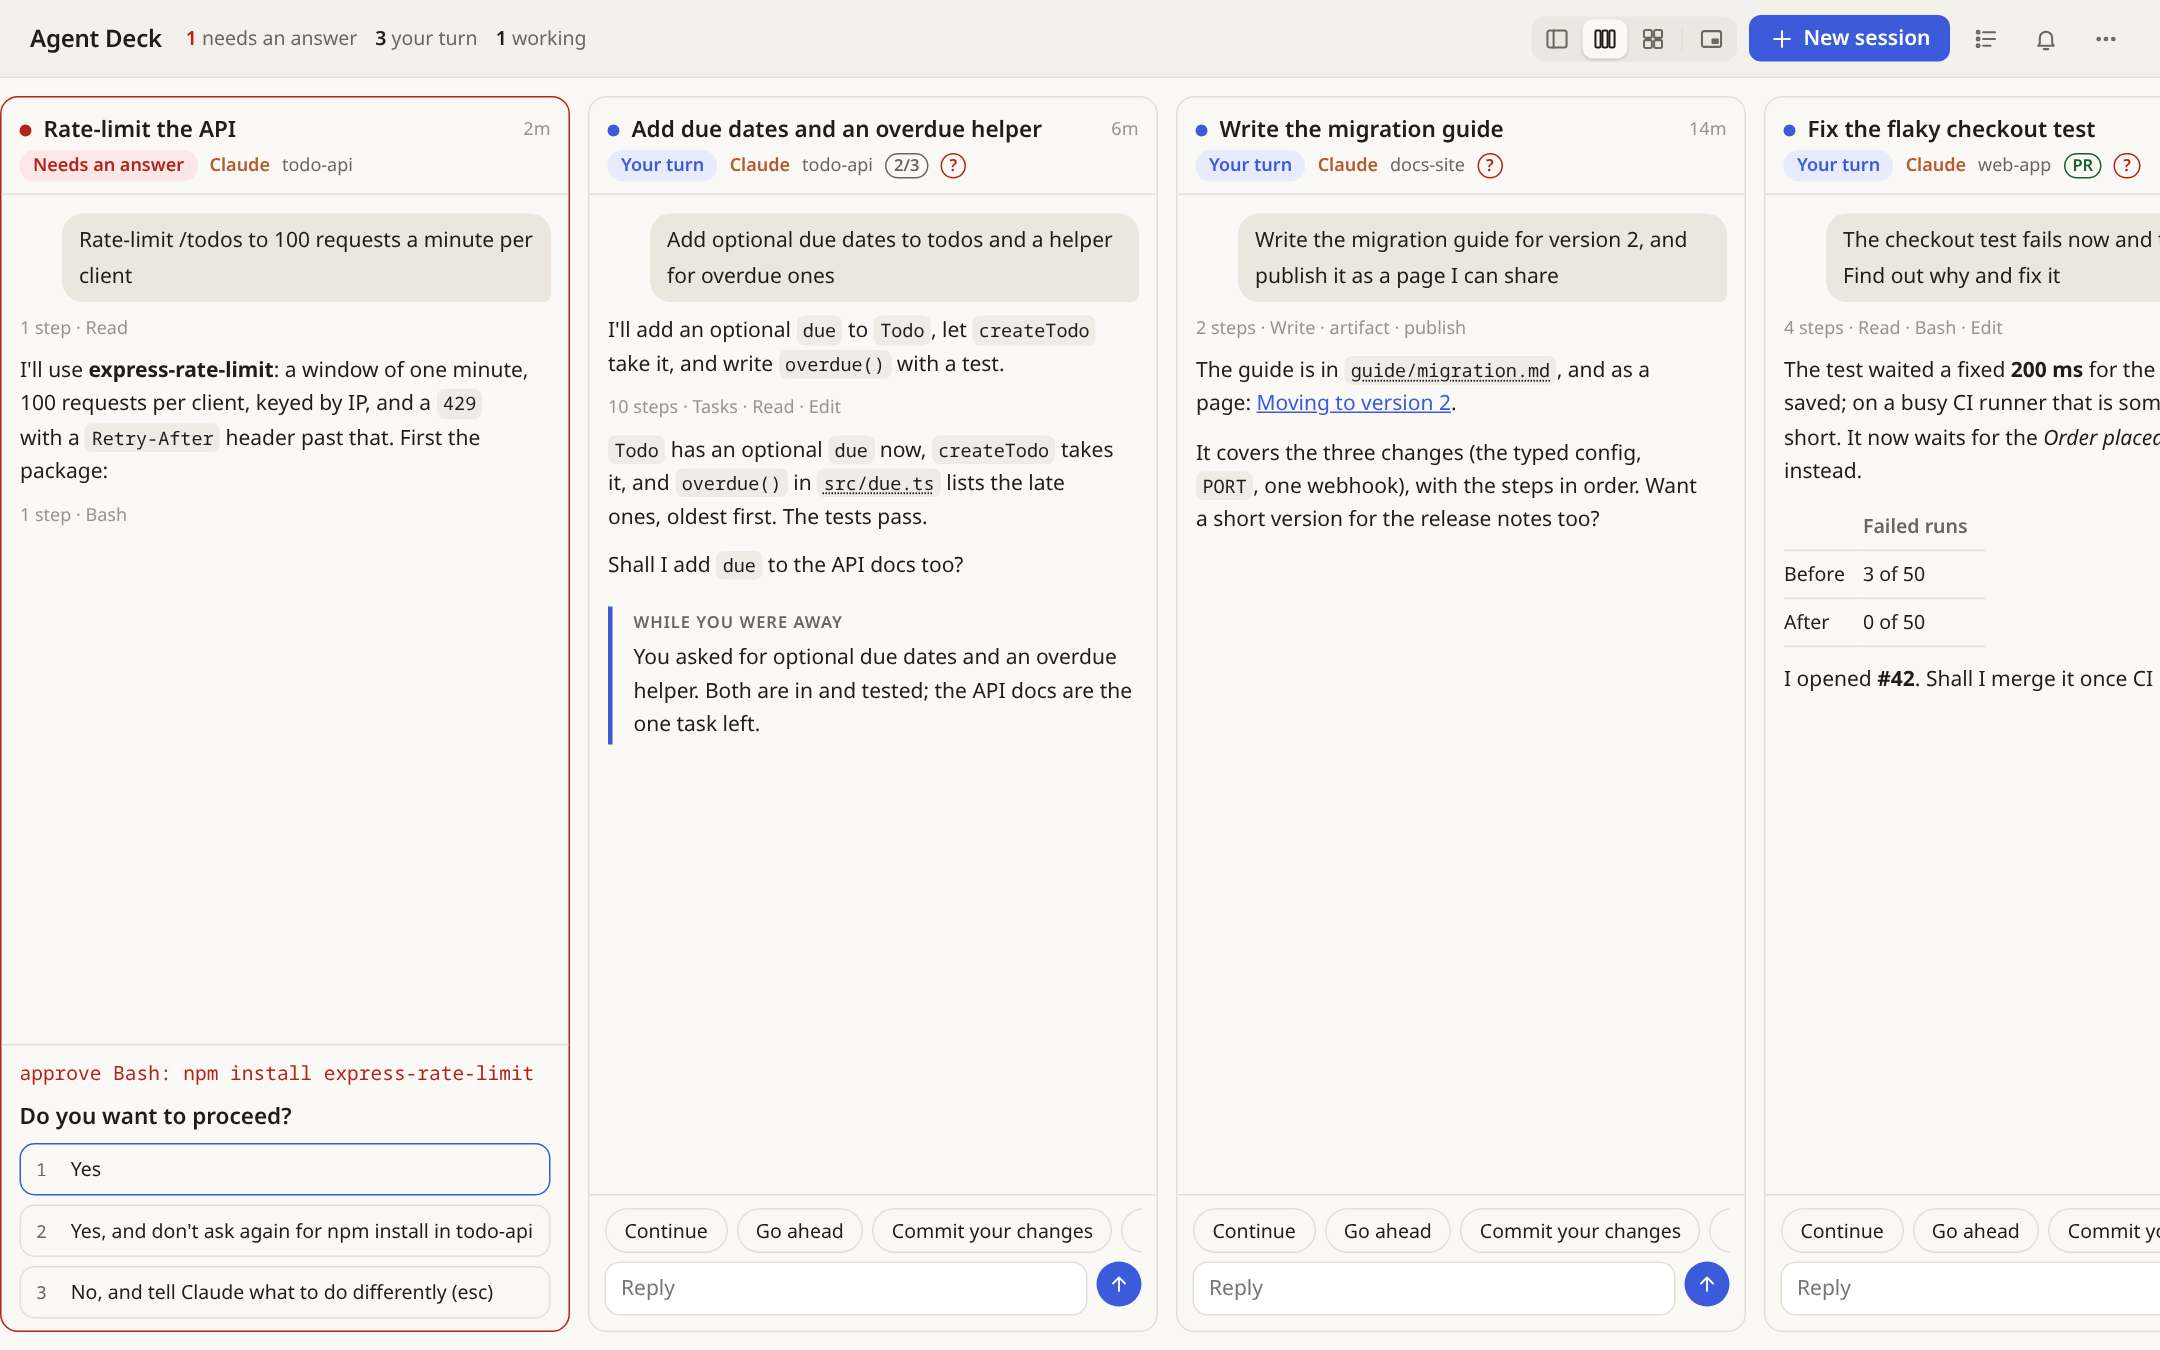 Agent Deck 1 needs an answer 3 your turn 1 working
New session
Rate-limit the API 2m
Needs an answer Claude todo-api
Rate-limit /todos to 100 requests a minute per
client
1 step · Read
I'll use express-rate-limit: a window of one minute,
100 requests per client, keyed by IP, and a 429
with a Retry-After header past that. First the
package:
1 step · Bash
approve Bash: npm install express-rate-limit
Do you want to proceed?
1 Yes
2 Yes, and don't ask again for npm install in todo-api
3 No, and tell Claude what to do differently (esc)
Add due dates and an overdue helper 6m
Your turn Claude todo-api 2/3 ?
Add optional due dates to todos and a helper
for overdue ones
I'll add an optional due to Todo, let createTodo
take it, and write overdue() with a test.
10 steps · Tasks · Read · Edit
Todo has an optional due now, createTodo takes
it, and overdue() in src/due.ts lists the late
ones, oldest first. The tests pass.
Shall I add due to the API docs too?
WHILE YOU WERE AWAY
You asked for optional due dates and an overdue
helper. Both are in and tested; the API docs are the
one task left.
Continue Go ahead Commit your changes
Reply
Write the migration guide 14m
Your turn Claude docs-site ?
Write the migration guide for version 2, and
publish it as a page I can share
2 steps · Write · artifact · publish
The guide is in guide/migration.md, and as a
page: Moving to version 2.
It covers the three changes (the typed config,
PORT, one webhook), with the steps in order. Want
a short version for the release notes too?
Continue Go ahead Commit your changes
Reply
Fix the flaky checkout test
Your turn Claude web-app PR ?
The checkout test fails now and
Find out why and fix it
4 steps · Read · Bash · Edit
The test waited a fixed 200 ms for the
saved; on a busy CI runner that is
short. It now waits for the Order placed
instead.
Failed runs
Before 3 of 50
After 0 of 50
I opened #42. Shall I merge it once CI
Continue Go ahead Commit
Reply